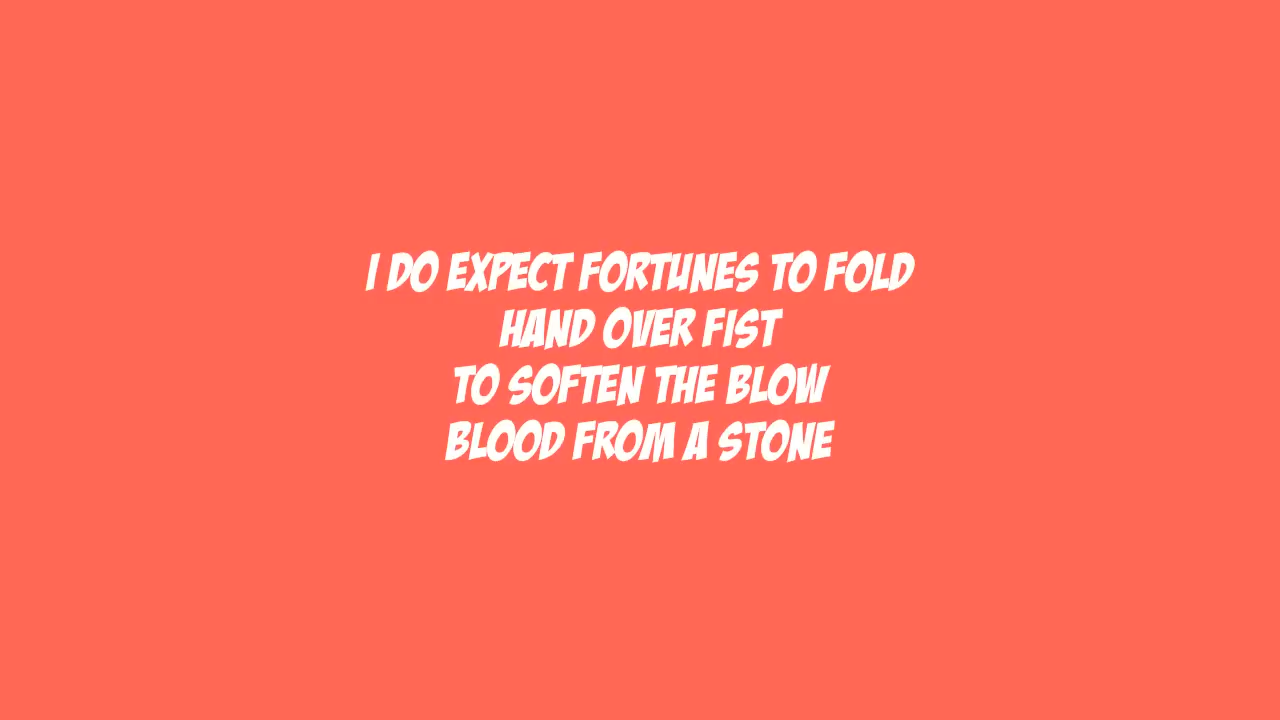 I DO EXPECT FORTUNES TO FOLD
HAND OVER FIST
TO SOFTEN THE BLOW
BLOOD FROM A STONE